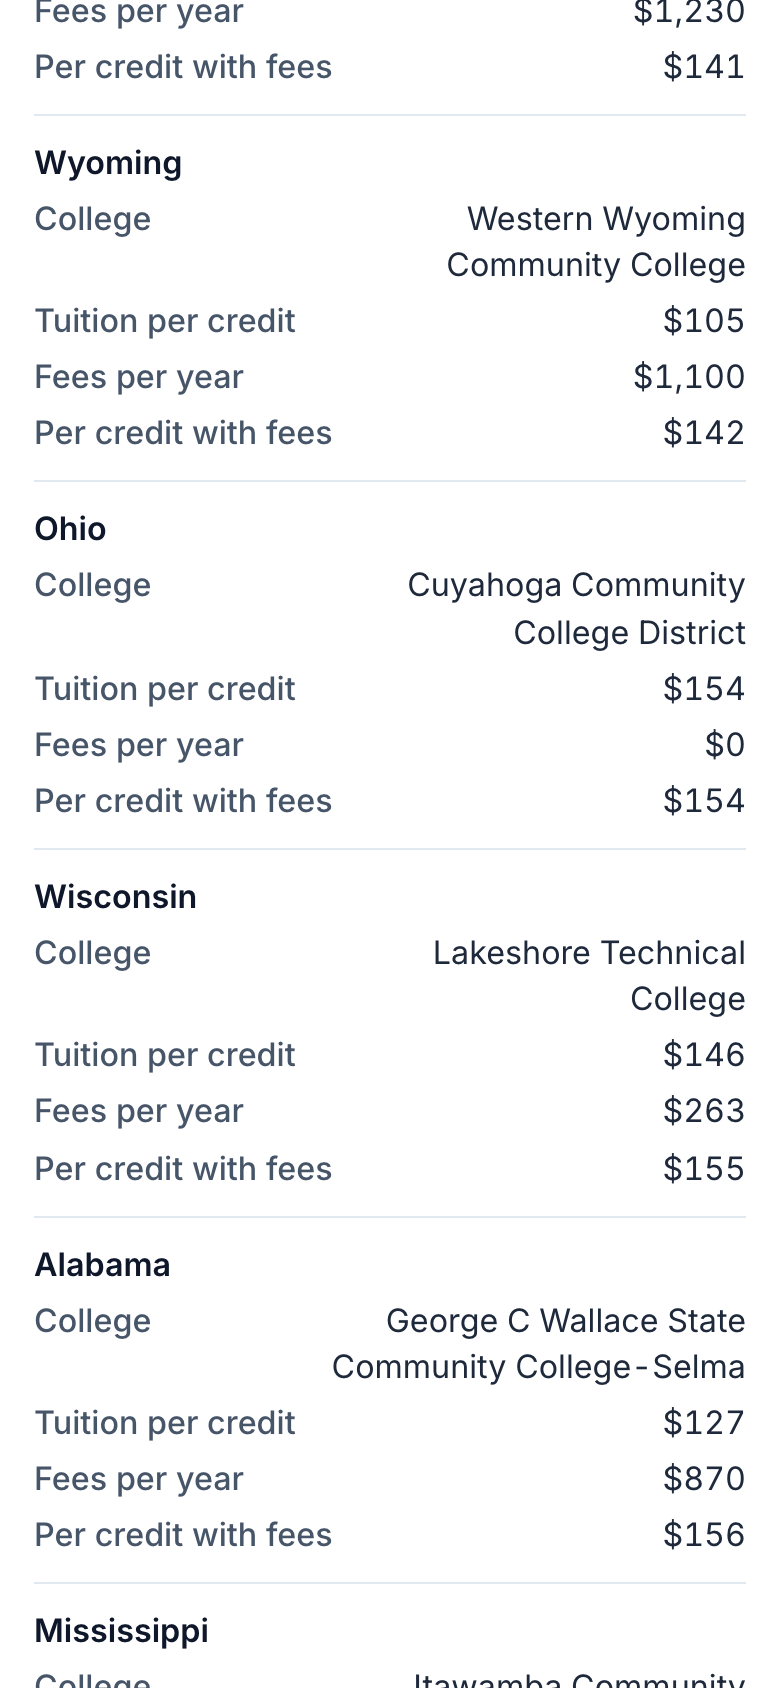 Fees per year $1,230
Per credit with fees $141
Wyoming
College Western Wyoming
Community College
Tuition per credit $105
Fees per year $1,100
Per credit with fees $142
Ohio
College Cuyahoga Community
College District
Tuition per credit $154
Fees per year $0
Per credit with fees $154
Wisconsin
College Lakeshore Technical
College
Tuition per credit $146
Fees per year $263
Per credit with fees $155
Alabama
College George C Wallace State
Community College-Selma
Tuition per credit $127
Fees per year $870
Per credit with fees $156
Mississippi
College Itawamba Community